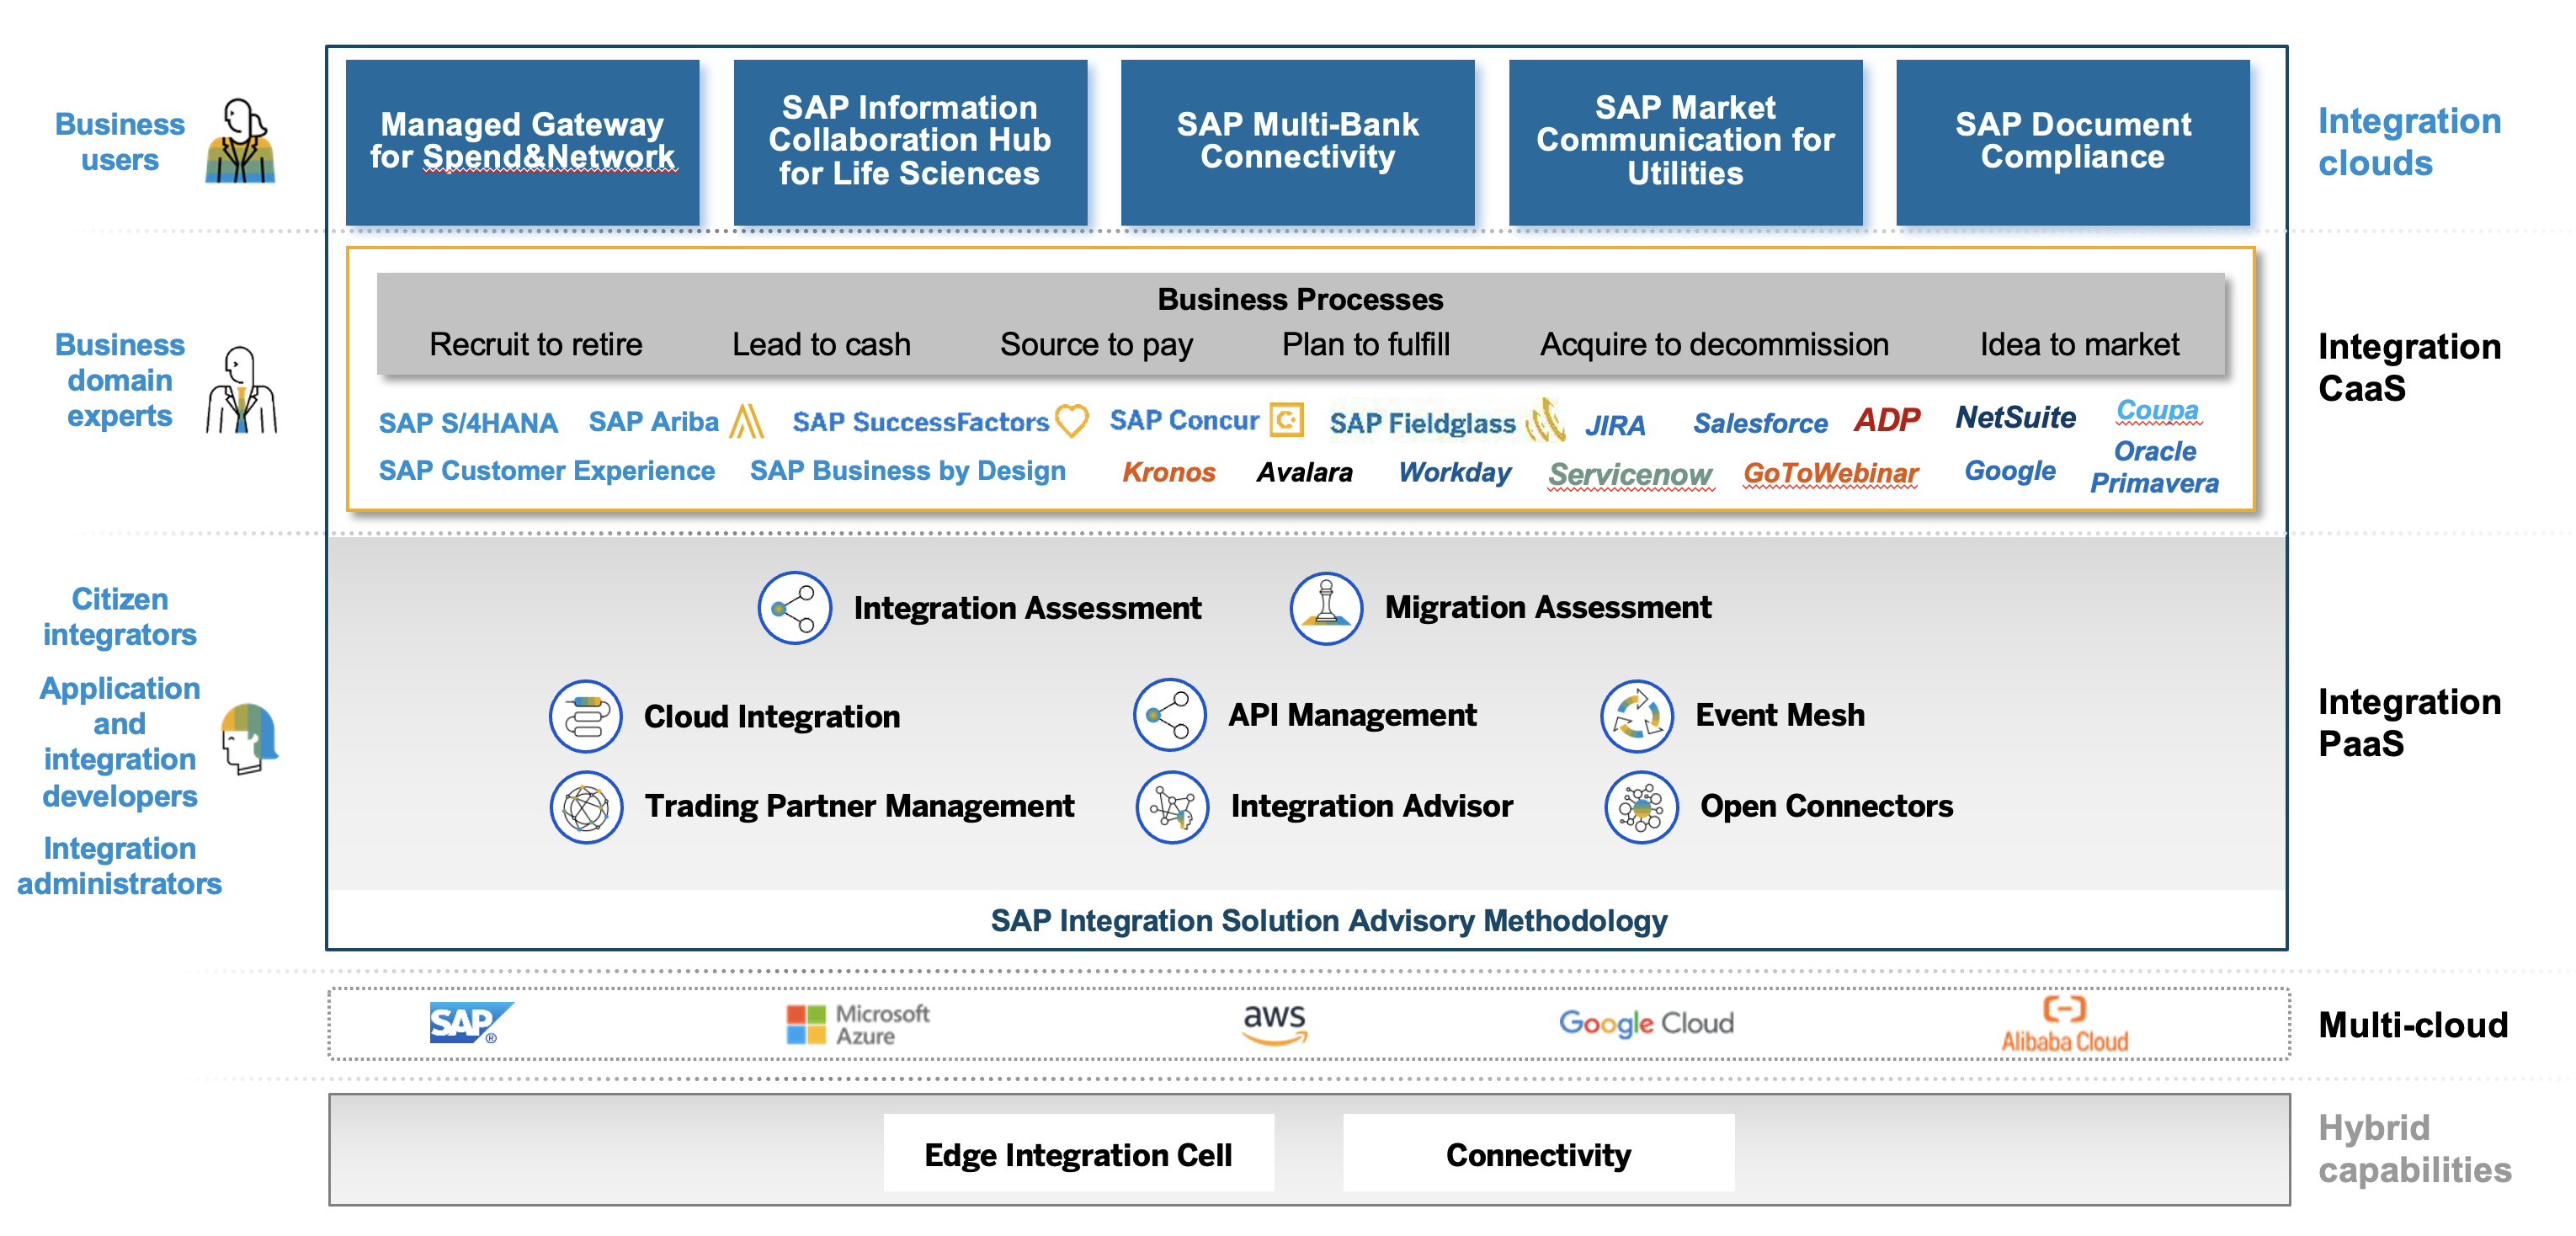 Business
users
Managed Gateway
for Spend&Network
SAP Information
Collaboration Hub
for Life Sciences
SAP Multi-Bank
Connectivity
SAP Market
Communication for
Utilities
SAP Document
Compliance
Integration
clouds
Business
domain
experts
Business Processes
Recruit to retire
Lead to cash
Source to pay
Plan to fulfill
Acquire to decommission
Idea to market
SAP S/4HANA
SAP Ariba
SAP SuccessFactors
SAP Concur
SAP Fieldglass
JIRA
Salesforce
ADP
NetSuite
Coupa
SAP Customer Experience
SAP Business by Design
Kronos
Avalara
Workday
Servicenow
GoToWebinar
Google
Oracle
Primavera
Integration
CaaS
Citizen
integrators
Application
and
integration
developers
Integration
administrators
Integration Assessment
Migration Assessment
Cloud Integration
API Management
Event Mesh
Trading Partner Management
Integration Advisor
Open Connectors
Integration
PaaS
SAP Integration Solution Advisory Methodology
SAP®
Microsoft
Azure
aws
Google Cloud
Alibaba Cloud
Multi-cloud
Edge Integration Cell
Connectivity
Hybrid
capabilities